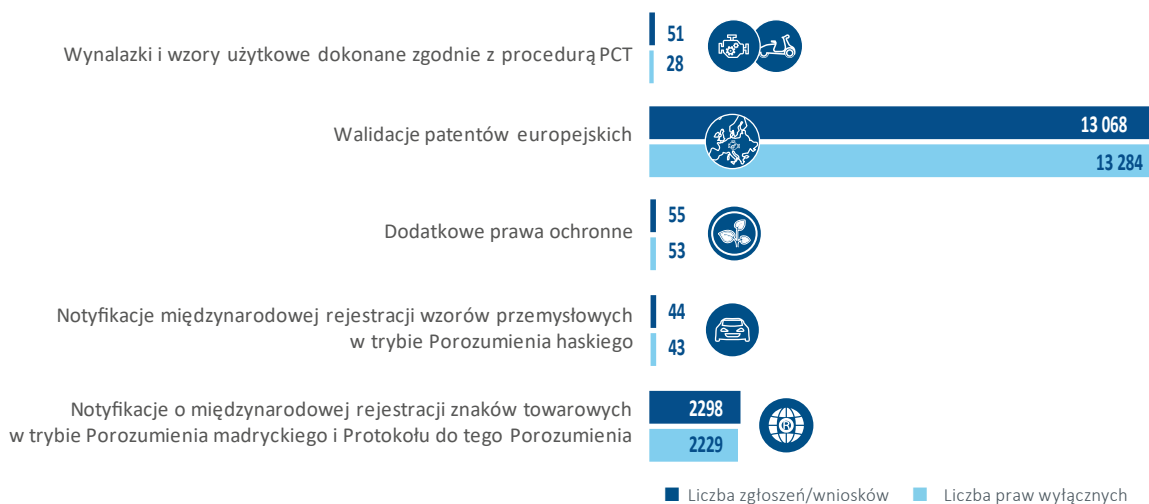 Wynalazki i wzory użytkowe dokonane zgodnie z procedurą PCT
51
28
Walidacje patentów europejskich
13 068
13 284
Dodatkowe prawa ochronne
55
53
Notyfikacje międzynarodowej rejestracji wzorów przemysłowych
w trybie Porozumienia haskiego
44
43
Notyfikacje o międzynarodowej rejestracji znaków towarowych
w trybie Porozumienia madryckiego i Protokołu do tego Porozumienia
2298
2229
®
Liczba zgłoszeń/wniosków Liczba praw wyłącznych